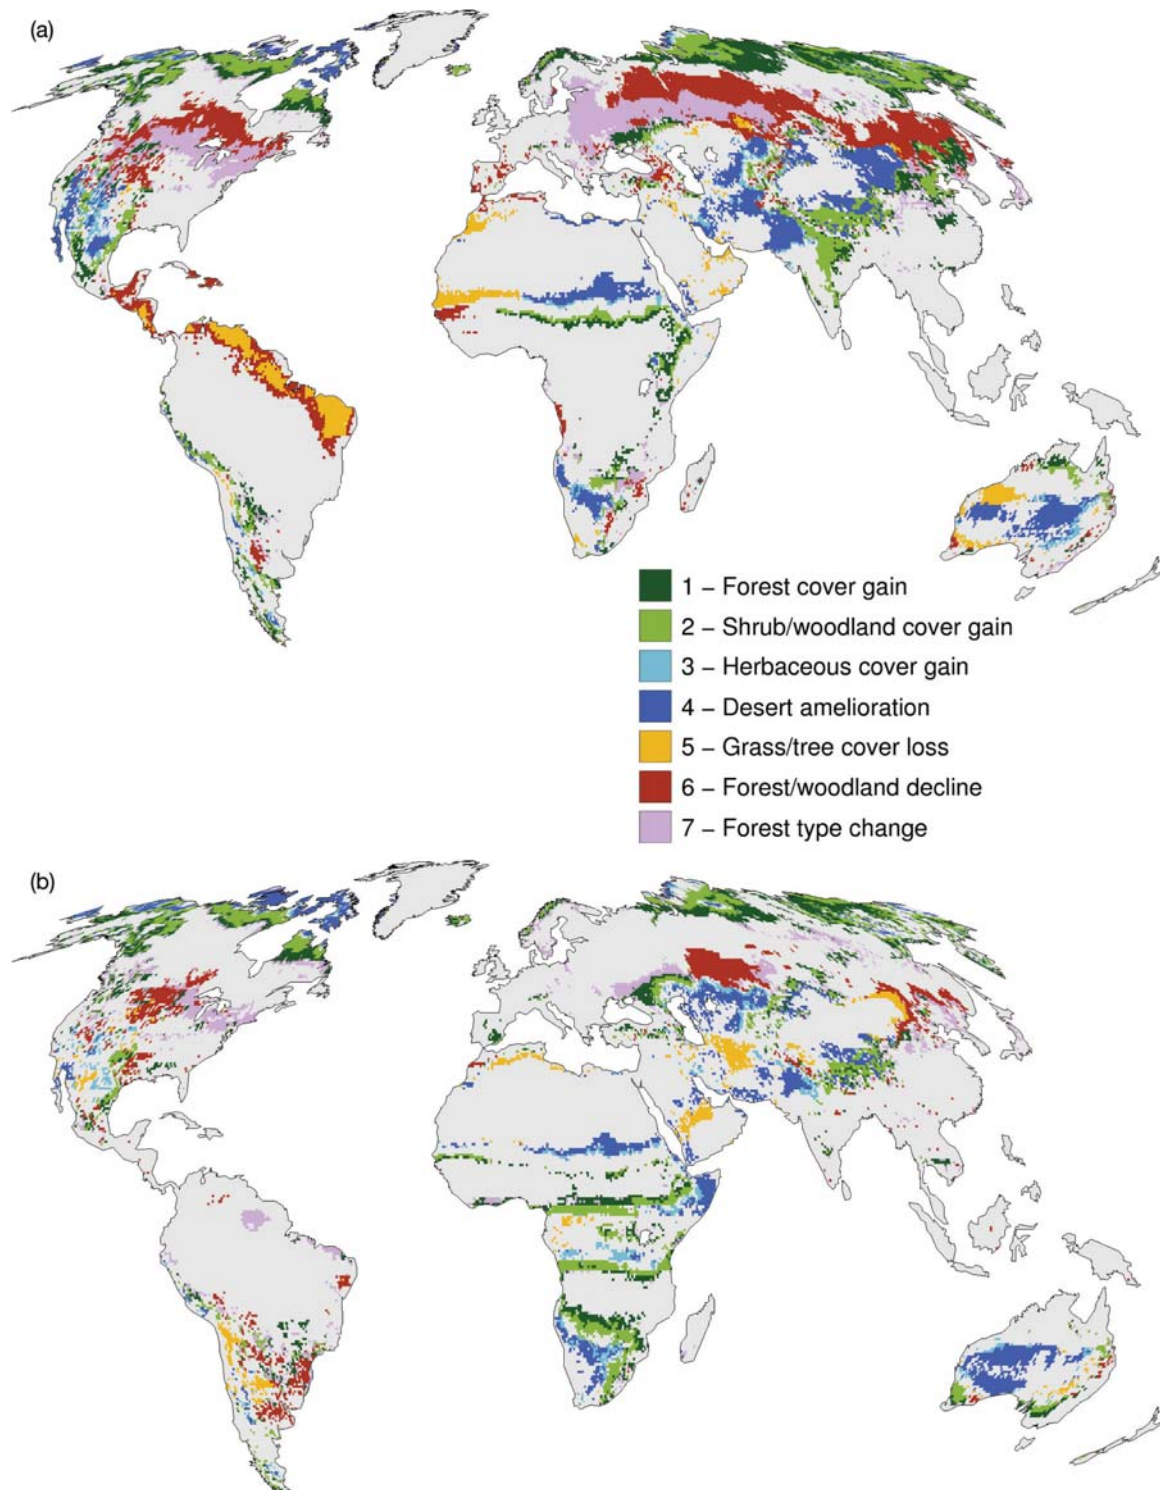 (a)
1 – Forest cover gain
2 – Shrub/woodland cover gain
3 – Herbaceous cover gain
4 – Desert amelioration
5 – Grass/tree cover loss
6 – Forest/woodland decline
7 – Forest type change
(b)